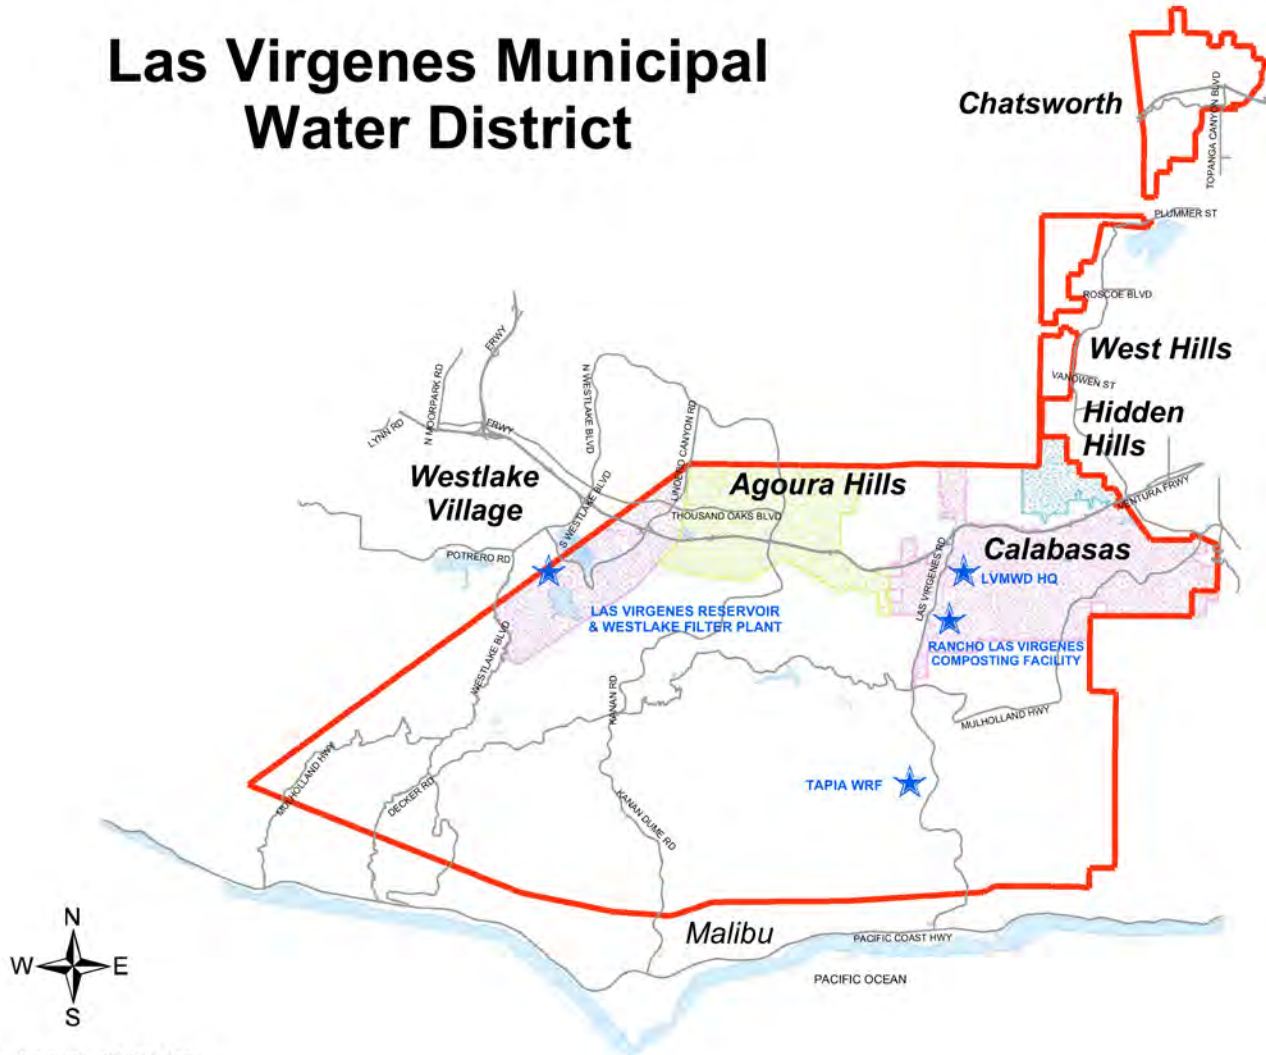 Las Virgenes Municipal
Water District
Chatsworth
TOPANGA CANYON BLVD
PLUMMER ST
ROSCOE BLVD
West Hills
VANOWEN ST
Hidden
Hills
FRWY
N MOORPARK RD
LYNN RD
FRWY
N WESTLAKE BLVD
LINDERO CANYON RD
Westlake
Village
S WESTLAKE BLVD
Agoura Hills
THOUSAND OAKS BLVD
VENTURA FRWY
POTRERO RD
LAS VIRGENES RD
Calabasas
LVMWD HQ
LAS VIRGENES RESERVOIR
& WESTLAKE FILTER PLANT
RANCHO LAS VIRGENES
COMPOSTING FACILITY
WESTLAKE BLVD
KANAN RD
MULHOLLAND HWY
MULHOLLAND HWY
DECKER RD
TAPIA WRF
KANAN DUME RD
Malibu
PACIFIC COAST HWY
PACIFIC OCEAN
N
W E
S